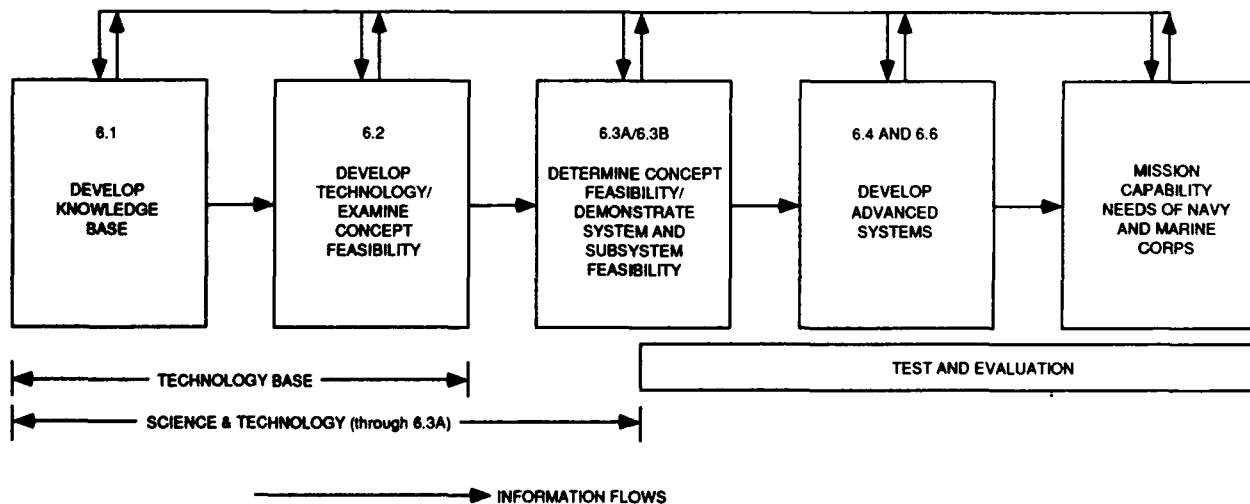 6.1
DEVELOP
KNOWLEDGE
BASE
6.2
DEVELOP
TECHNOLOGY/
EXAMINE
CONCEPT
FEASIBILITY
6.3A/6.3B
DETERMINE CONCEPT
FEASIBILITY/
DEMONSTRATE
SYSTEM AND
SUBSYSTEM
FEASIBILITY
6.4 AND 6.6
DEVELOP
ADVANCED
SYSTEMS
MISSION
CAPABILITY
NEEDS OF NAVY
AND MARINE
CORPS
TECHNOLOGY BASE
TEST AND EVALUATION
SCIENCE & TECHNOLOGY (through 6.3A)
INFORMATION FLOWS